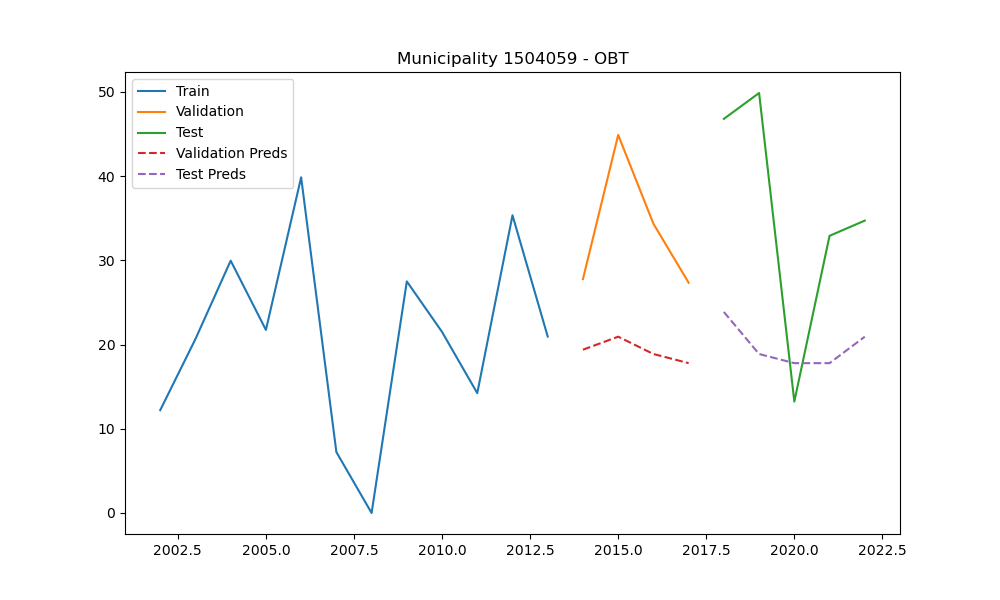 Municipality 1504059 - OBT
Train
Validation
Test
Validation Preds
Test Preds
50
40
30
20
10
0
2002.5 2005.0 2007.5 2010.0 2012.5 2015.0 2017.5 2020.0 2022.5